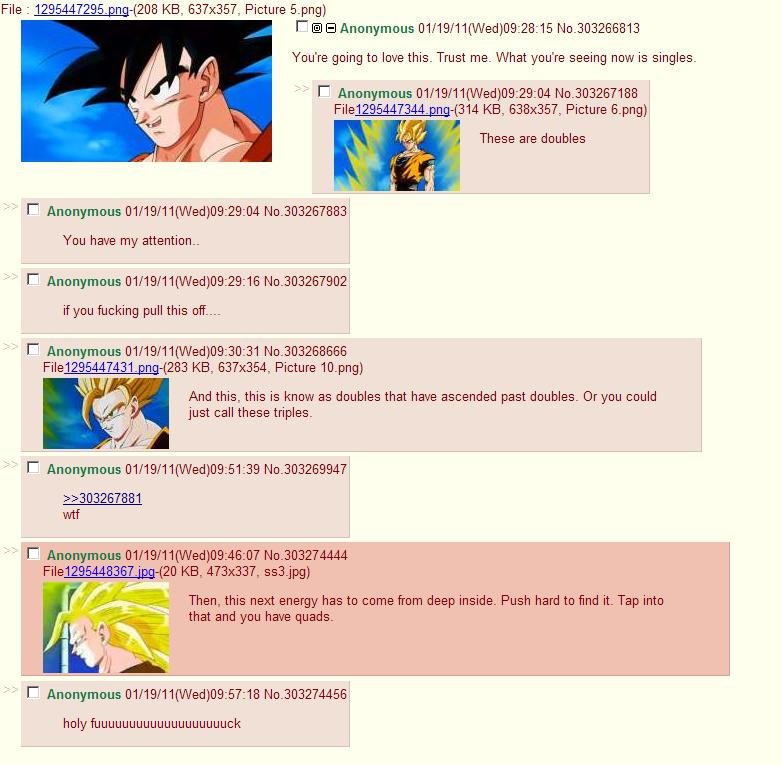 File : 1295447295.png-(208 KB, 637x357, Picture 5.png)
Anonymous 01/19/11(Wed)09:28:15 No.303266813
You're going to love this. Trust me. What you're seeing now is singles.
>> Anonymous 01/19/11(Wed)09:29:04 No.303267188
File1295447344.png-(314 KB, 638x357, Picture 6.png)
These are doubles
>> Anonymous 01/19/11(Wed)09:29:04 No.303267883
You have my attention..
>> Anonymous 01/19/11(Wed)09:29:16 No.303267902
if you fucking pull this off....
>> Anonymous 01/19/11(Wed)09:30:31 No.303268666
File1295447431.png-(283 KB, 637x354, Picture 10.png)
And this, this is know as doubles that have ascended past doubles. Or you could
just call these triples.
>> Anonymous 01/19/11(Wed)09:51:39 No.303269947
>>303267881
wtf
>> Anonymous 01/19/11(Wed)09:46:07 No.303274444
File1295448367.jpg-(20 KB, 473x337, ss3.jpg)
Then, this next energy has to come from deep inside. Push hard to find it. Tap into
that and you have quads.
>> Anonymous 01/19/11(Wed)09:57:18 No.303274456
holy fuuuuuuuuuuuuuuuuuuuck